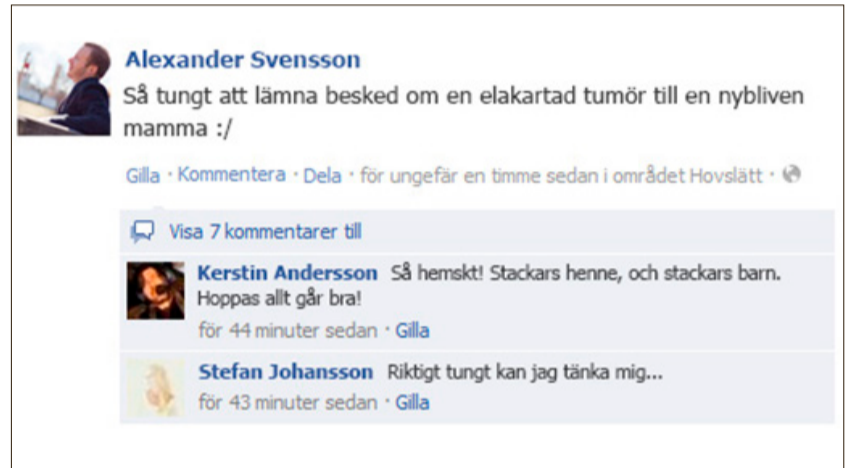 Alexander Svensson
Så tungt att lämna besked om en elakartad tumör till en nybliven
mamma :/
Gilla · Kommentera · Dela · för ungefär en timme sedan i området Hovslätt ·
Visa 7 kommentarer till
Kerstin Andersson Så hemskt! Stackars henne, och stackars barn.
Hoppas allt går bra!
för 44 minuter sedan · Gilla
Stefan Johansson Riktigt tungt kan jag tänka mig...
för 43 minuter sedan · Gilla